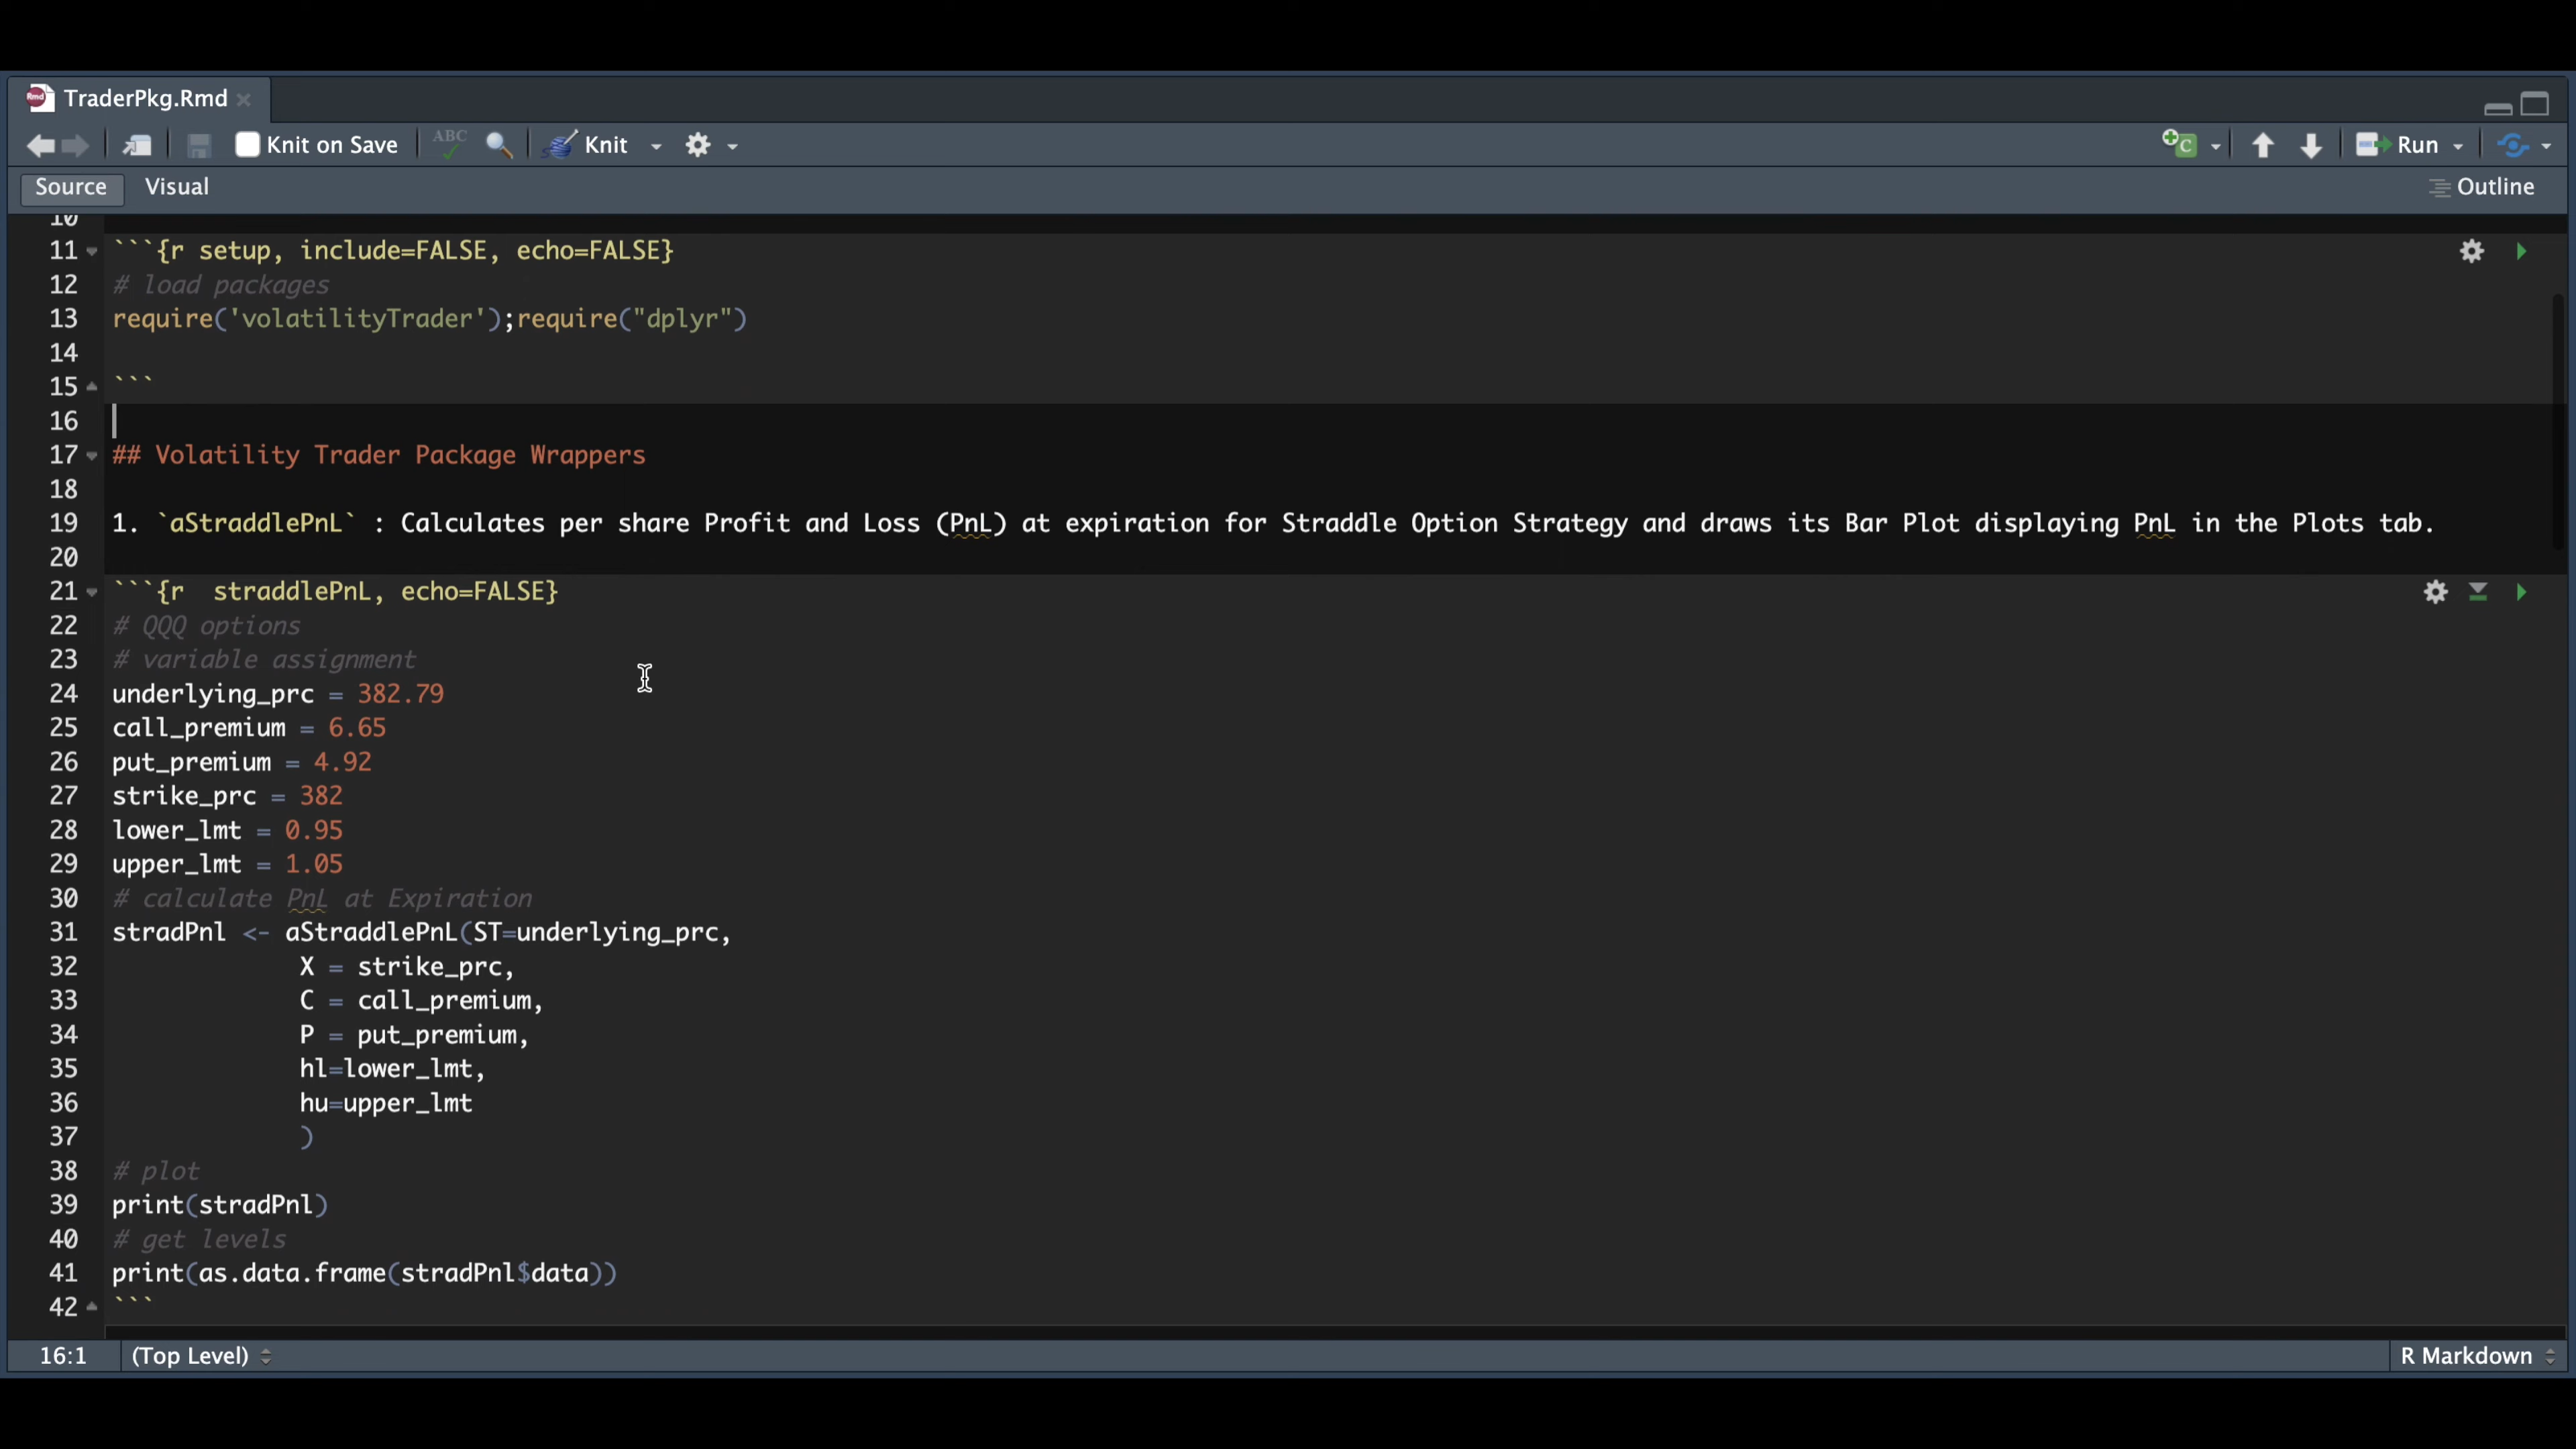 TraderPkg.Rmd
Knit on Save ABC Knit Run
Source Visual Outline
10
11 ```{r setup, include=FALSE, echo=FALSE}
12 # load packages
13 require('volatilityTrader');require("dplyr")
14
15 ```
16
17 ## Volatility Trader Package Wrappers
18
19 1. `aStraddlePnL` : Calculates per share Profit and Loss (PnL) at expiration for Straddle Option Strategy and draws its Bar Plot displaying PnL in the Plots tab.
20
21 ```{r  straddlePnL, echo=FALSE}
22 # QQQ options
23 # variable assignment
24 underlying_prc = 382.79
25 call_premium = 6.65
26 put_premium = 4.92
27 strike_prc = 382
28 lower_lmt = 0.95
29 upper_lmt = 1.05
30 # calculate PnL at Expiration
31 stradPnl <- aStraddlePnL(ST=underlying_prc,
32              X = strike_prc,
33              C = call_premium,
34              P = put_premium,
35              hl=lower_lmt,
36              hu=upper_lmt
37              )
38 # plot
39 print(stradPnl)
40 # get levels
41 print(as.data.frame(stradPnl$data))
42 ```
16:1 (Top Level) R Markdown